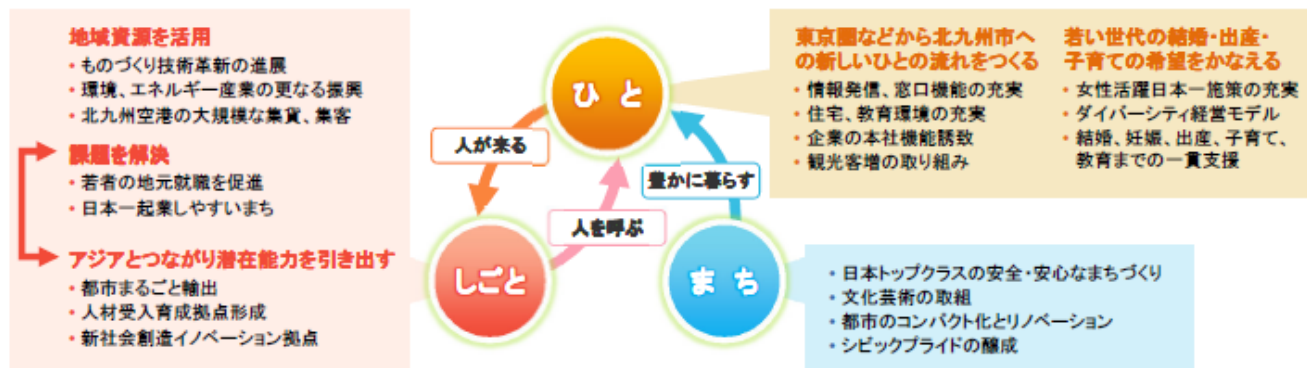 地域資源を活用
・ものづくり技術革新の進展
・環境、エネルギー産業の更なる振興
・北九州空港の大規模な集貨、集客
課題を解決
・若者の地元就職を促進
・日本一起業しやすいまち
アジアとつながり潜在能力を引き出す
・都市まるごと輸出
・人材受入育成拠点形成
・新社会創造イノベーション拠点
ひと
人が来る
豊かに暮らす
人を呼ぶ
しごと
まち
東京圏などから北九州市へ
の新しいひとの流れをつくる
・情報発信、窓口機能の充実
・住宅、教育環境の充実
・企業の本社機能誘致
・観光客増の取り組み
若い世代の結婚・出産・
子育ての希望をかなえる
・女性活躍日本一施策の充実
・ダイバーシティ経営モデル
・結婚、妊娠、出産、子育て、
教育までの一貫支援
・日本トップクラスの安全・安心なまちづくり
・文化芸術の取組
・都市のコンパクト化とリノベーション
・シビックプライドの醸成